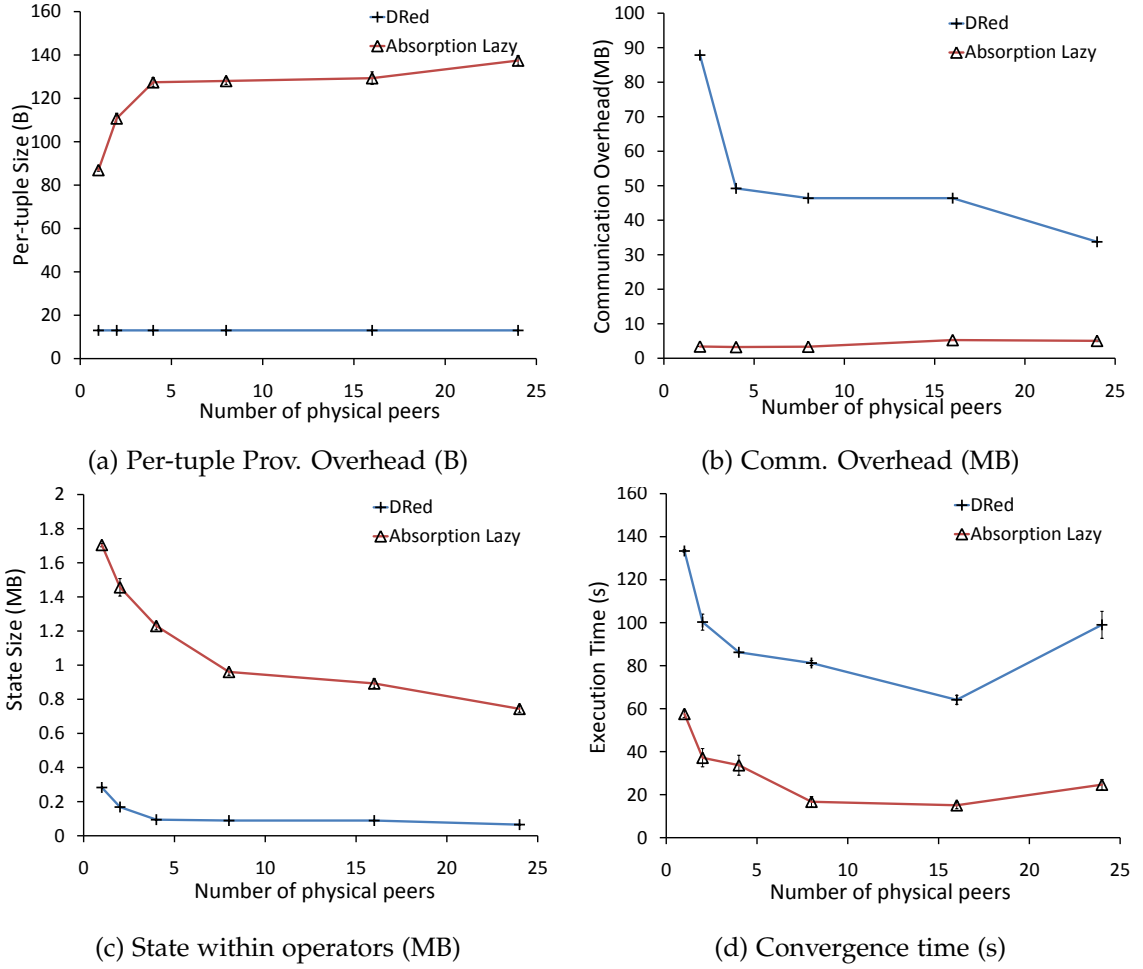 160
140
120
100
80
60
40
20
0
Per-tuple Size (B)
DRed
Absorption Lazy
0 5 10 15 20 25
Number of physical peers
(a) Per-tuple Prov. Overhead (B)
100
90
80
70
60
50
40
30
20
10
0
Communication Overhead(MB)
DRed
Absorption Lazy
0 5 10 15 20 25
Number of physical peers
(b) Comm. Overhead (MB)
2
1.8
1.6
1.4
1.2
1
0.8
0.6
0.4
0.2
0
State Size (MB)
DRed
Absorption Lazy
0 5 10 15 20 25
Number of physical peers
(c) State within operators (MB)
160
140
120
100
80
60
40
20
0
Execution Time (s)
DRed
Absorption Lazy
0 5 10 15 20 25
Number of physical peers
(d) Convergence time (s)